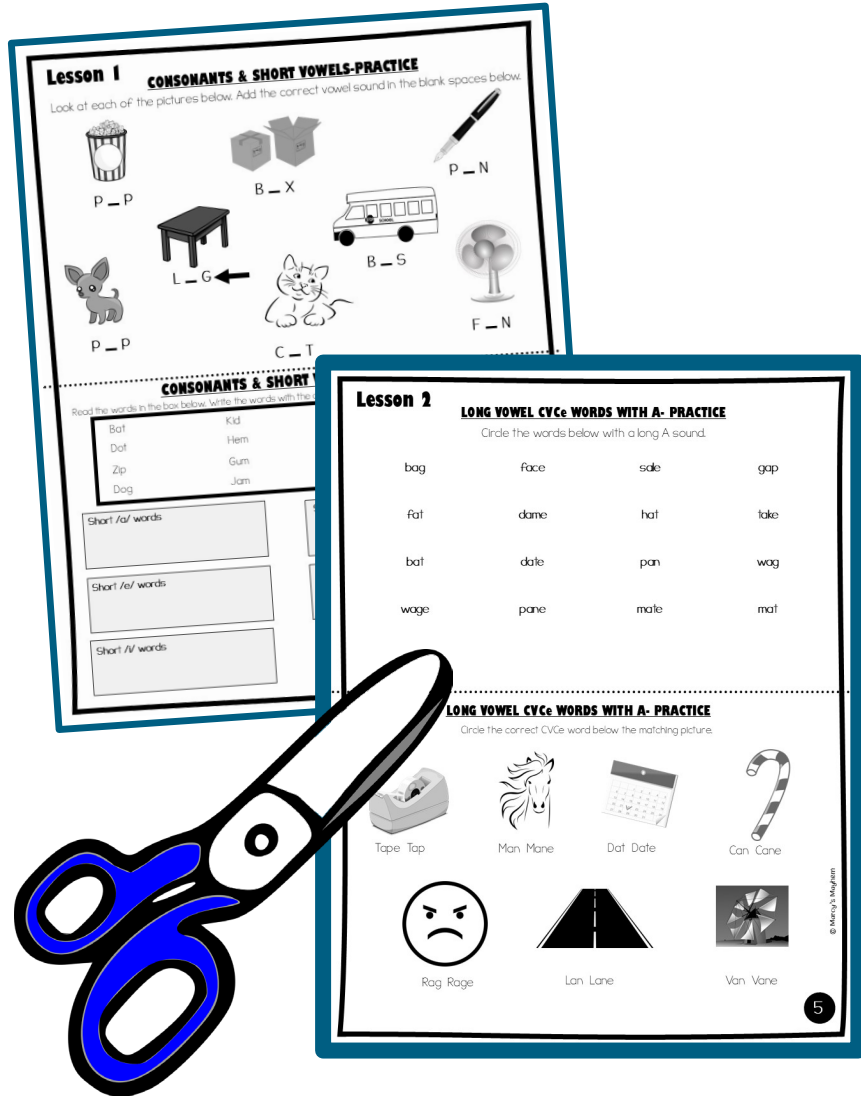 Lesson 1
CONSONANTS & SHORT VOWELS-PRACTICE
Look at each of the pictures below. Add the correct vowel sound in the blank spaces below.
P _ P
B _ X
P _ N
L _ G
B _ S
P _ P
C _ T
F _ N
CONSONANTS & SHORT
Read the words in the box below. Write the words with the
Bat Kid
Dot Hem
Zip Gum
Dog Jam
Short /a/ words
Short /e/ words
Short /i/ words
Lesson 2
LONG VOWEL CVCe WORDS WITH A- PRACTICE
Circle the words below with a long A sound.
bag face sale gap
fat dame hat take
bat date pan wag
wage pane mate mat
LONG VOWEL CVCe WORDS WITH A- PRACTICE
Circle the correct CVCe word below the matching picture.
Tape Tap Man Mane Dat Date Can Cane
Rag Rage Lan Lane Van Vane
© Marcy's Mayhem
5